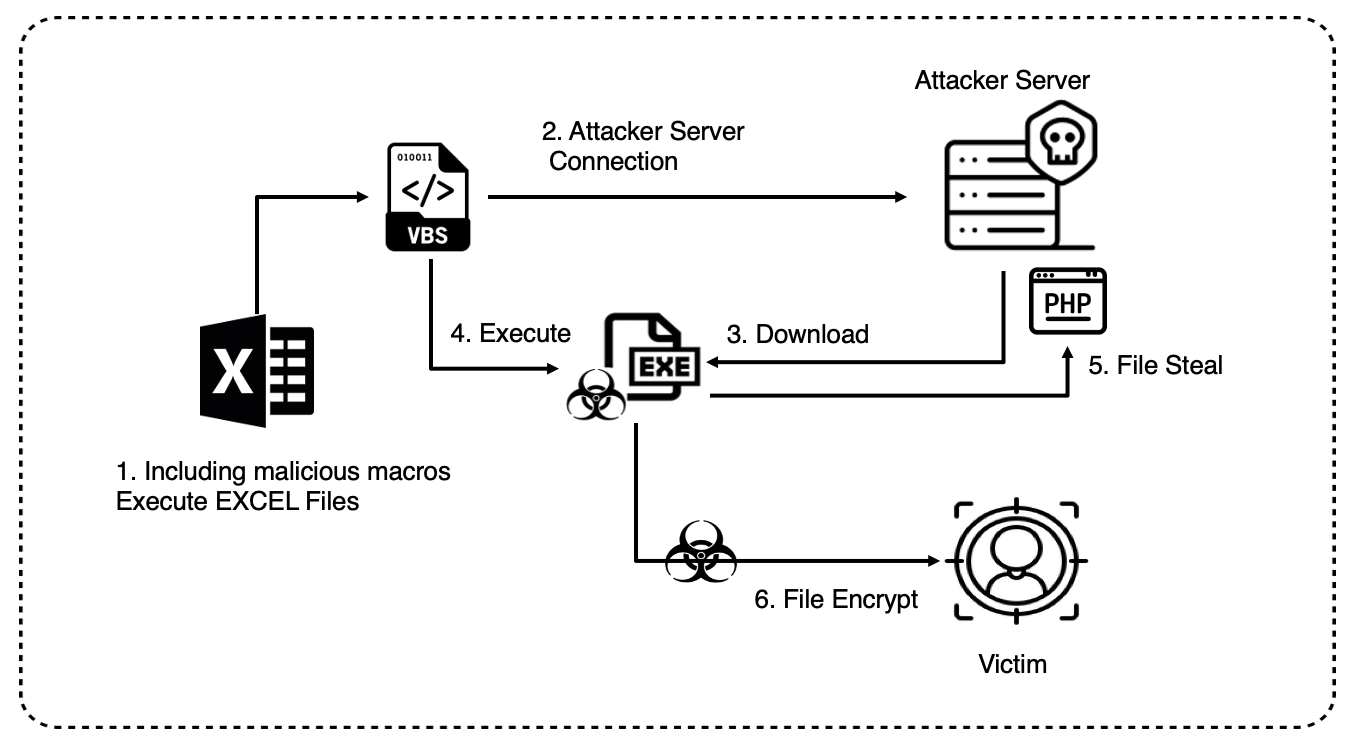 Attacker Server
2. Attacker Server
Connection
010011
</>
VBS
PHP
4. Execute
3. Download
EXE
5. File Steal
X
1. Including malicious macros
Execute EXCEL Files
6. File Encrypt
Victim